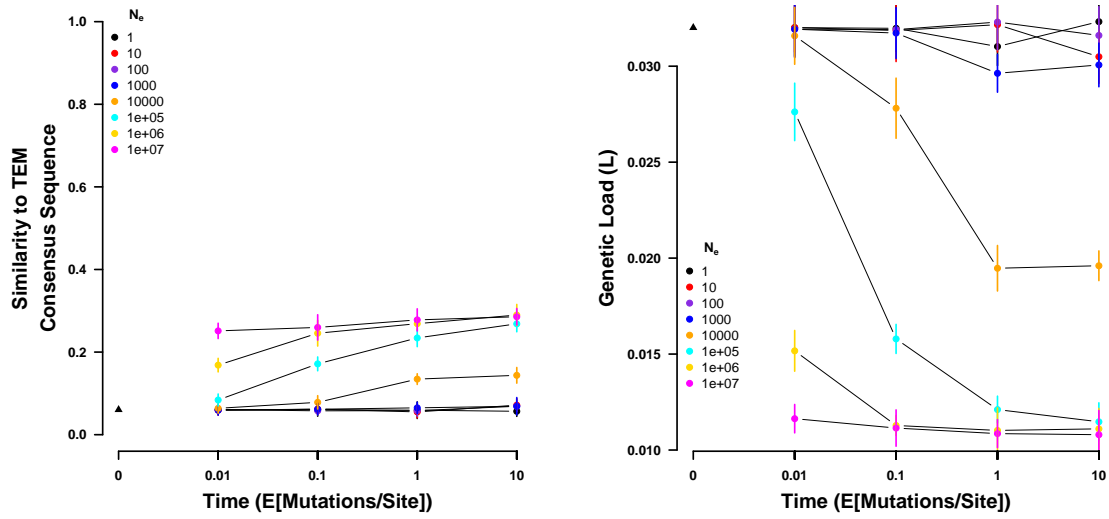 Similarity to TEM
Consensus Sequence
1.0
0.8
0.6
0.4
0.2
0.0
Ne
1
10
100
1000
10000
1e+05
1e+06
1e+07
0
0.01
0.1
1
10
Time (E[Mutations/Site])
Genetic Load (L)
0.030
0.025
0.020
0.015
0.010
Ne
1
10
100
1000
10000
1e+05
1e+06
1e+07
0
0.01
0.1
1
10
Time (E[Mutations/Site])